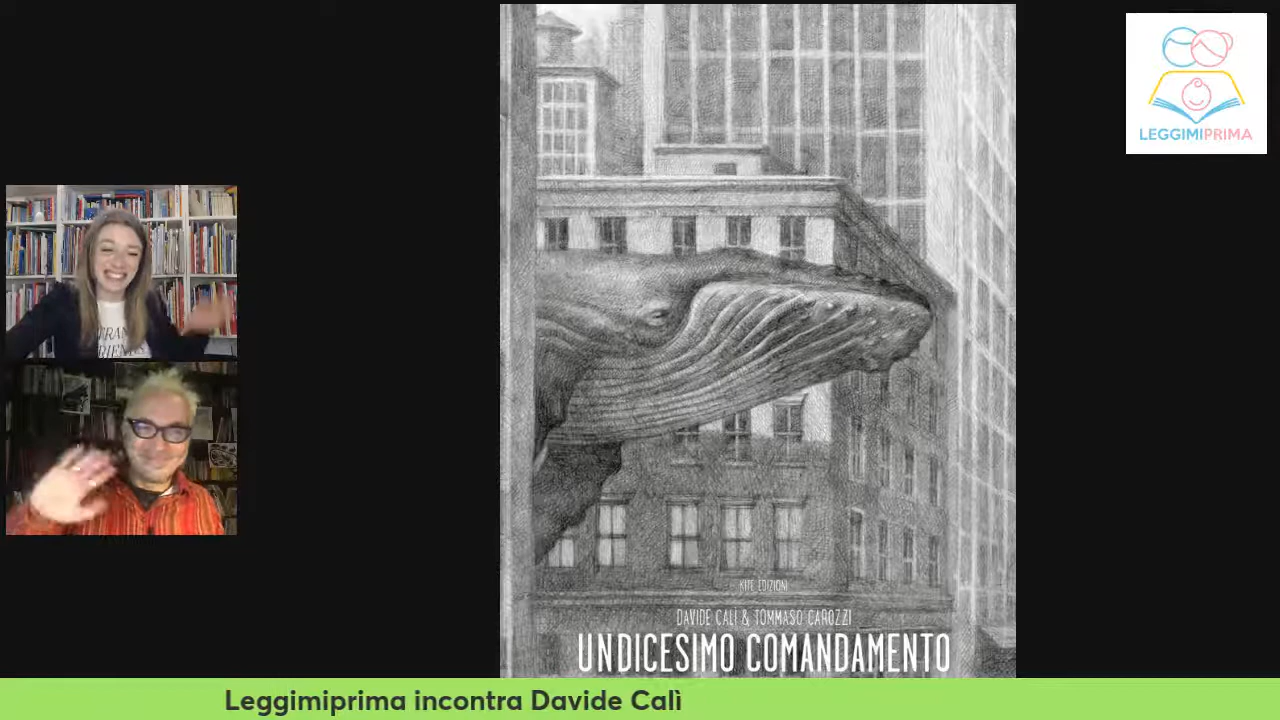 LEGGIMIPRIMA
KITE EDIZIONI
DAVIDE CALÌ & TOMMASO CAROZZI
UNDICESIMO COMANDAMENTO
Leggimiprima incontra Davide Calì